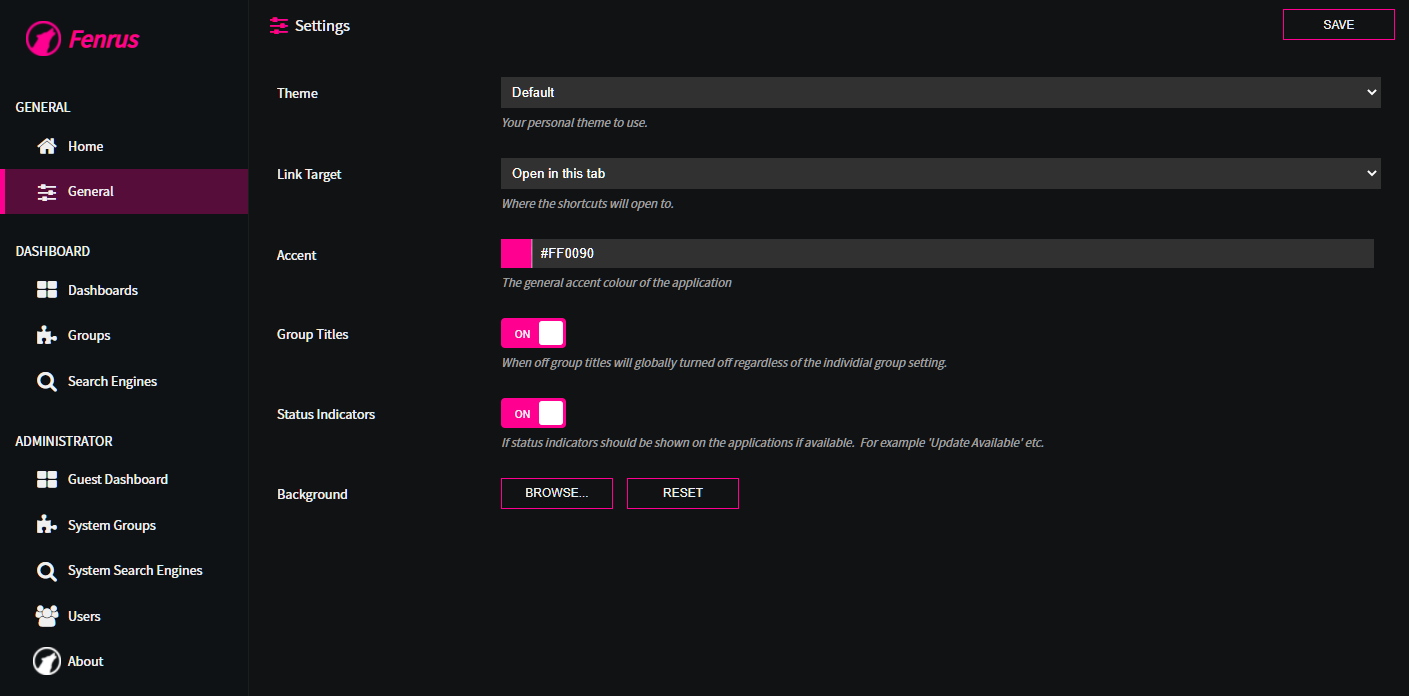 Fenrus
GENERAL
Home
General
DASHBOARD
Dashboards
Groups
Search Engines
ADMINISTRATOR
Guest Dashboard
System Groups
System Search Engines
Users
About
Settings
SAVE
Theme
Default
Your personal theme to use.
Link Target
Open in this tab
Where the shortcuts will open to.
Accent
#FF0090
The general accent colour of the application
Group Titles
ON
When off group titles will globally turned off regardless of the individial group setting.
Status Indicators
ON
If status indicators should be shown on the applications if available. For example 'Update Available' etc.
Background
BROWSE...
RESET